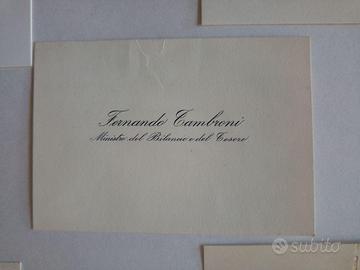 Fernando Tambroni
Ministro del Bilancio e del Tesoro
subito